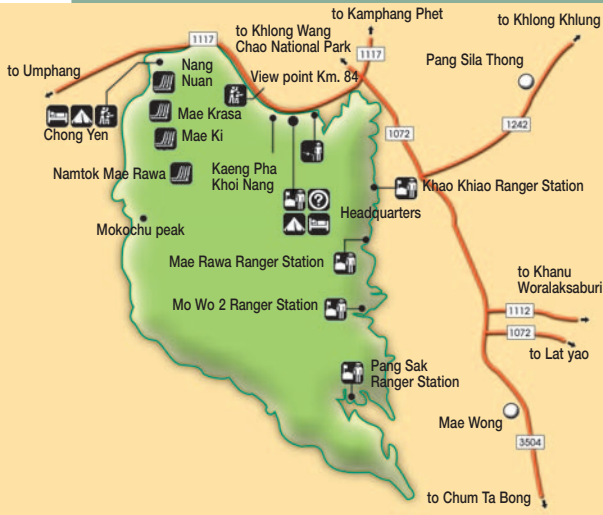 to Kamphang Phet
to Khlong Wang
Chao National Park
to Khlong Khlung
1117
1117
Nang
Nuan
View point Km. 84
Pang Sila Thong
to Umphang
Mae Krasa
Chong Yen
Mae Ki
1072
1242
Namtok Mae Rawa
Kaeng Pha
Khoi Nang
Khao Khiao Ranger Station
?
Headquarters
Mokochu peak
Mae Rawa Ranger Station
to Khanu
Woralaksaburi
Mo Wo 2 Ranger Station
1112
1072
to Lat yao
Pang Sak
Ranger Station
Mae Wong
3504
to Chum Ta Bong